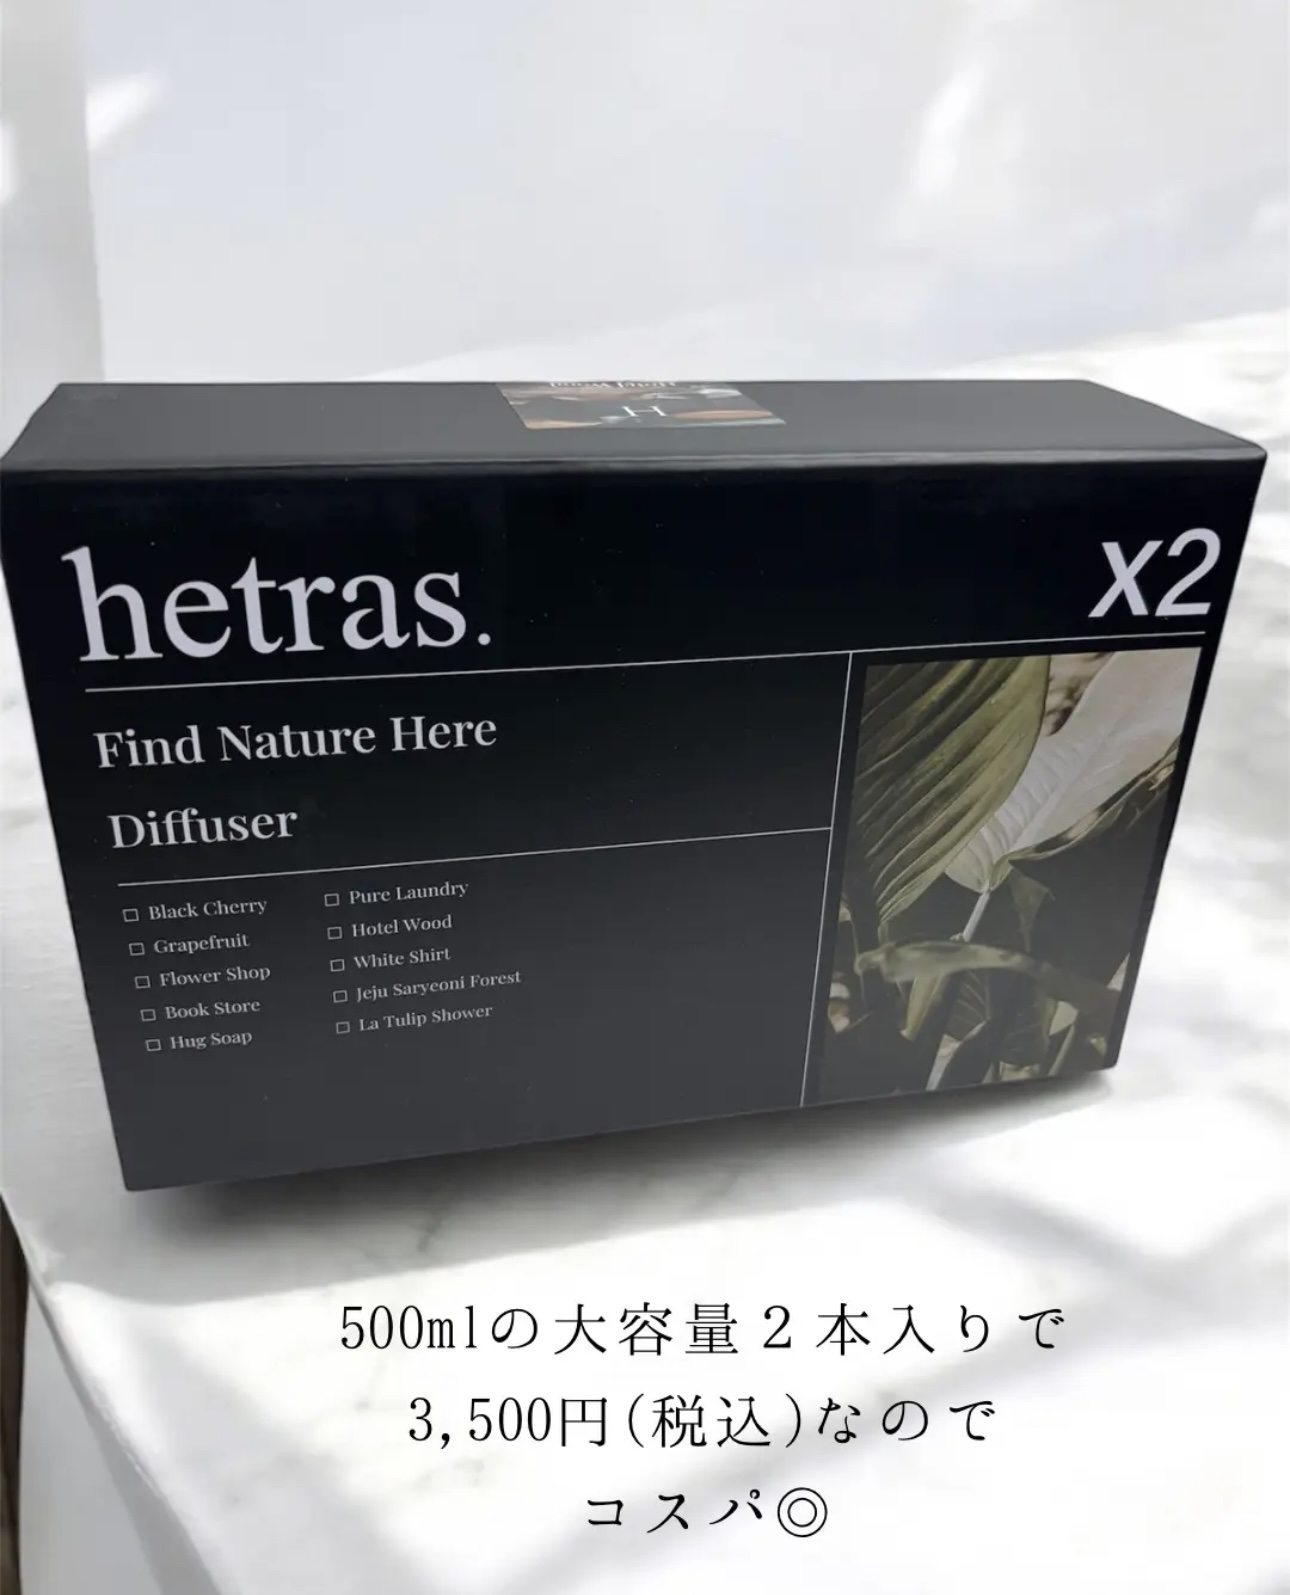 H
hetras.
X2
Find Nature Here
Diffuser
□ Black Cherry
□ Grapefruit
□ Flower Shop
□ Book Store
□ Hug Soap
□ Pure Laundry
□ Hotel Wood
□ White Shirt
□ Jeju Saryeoni Forest
□ La Tulip Shower
500mlの大容量２本入りで
3,500円(税込)なので
コスパ◎